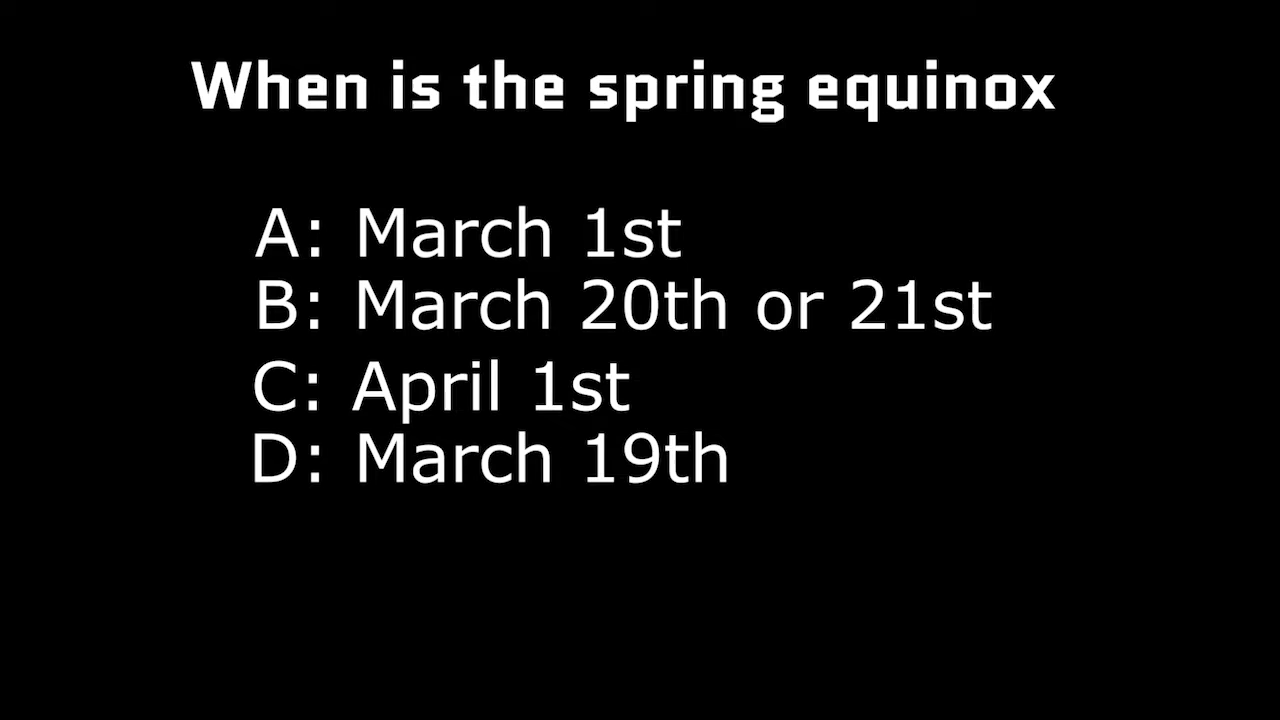 When is the spring equinox
A: March 1st
B: March 20th or 21st
C: April 1st
D: March 19th